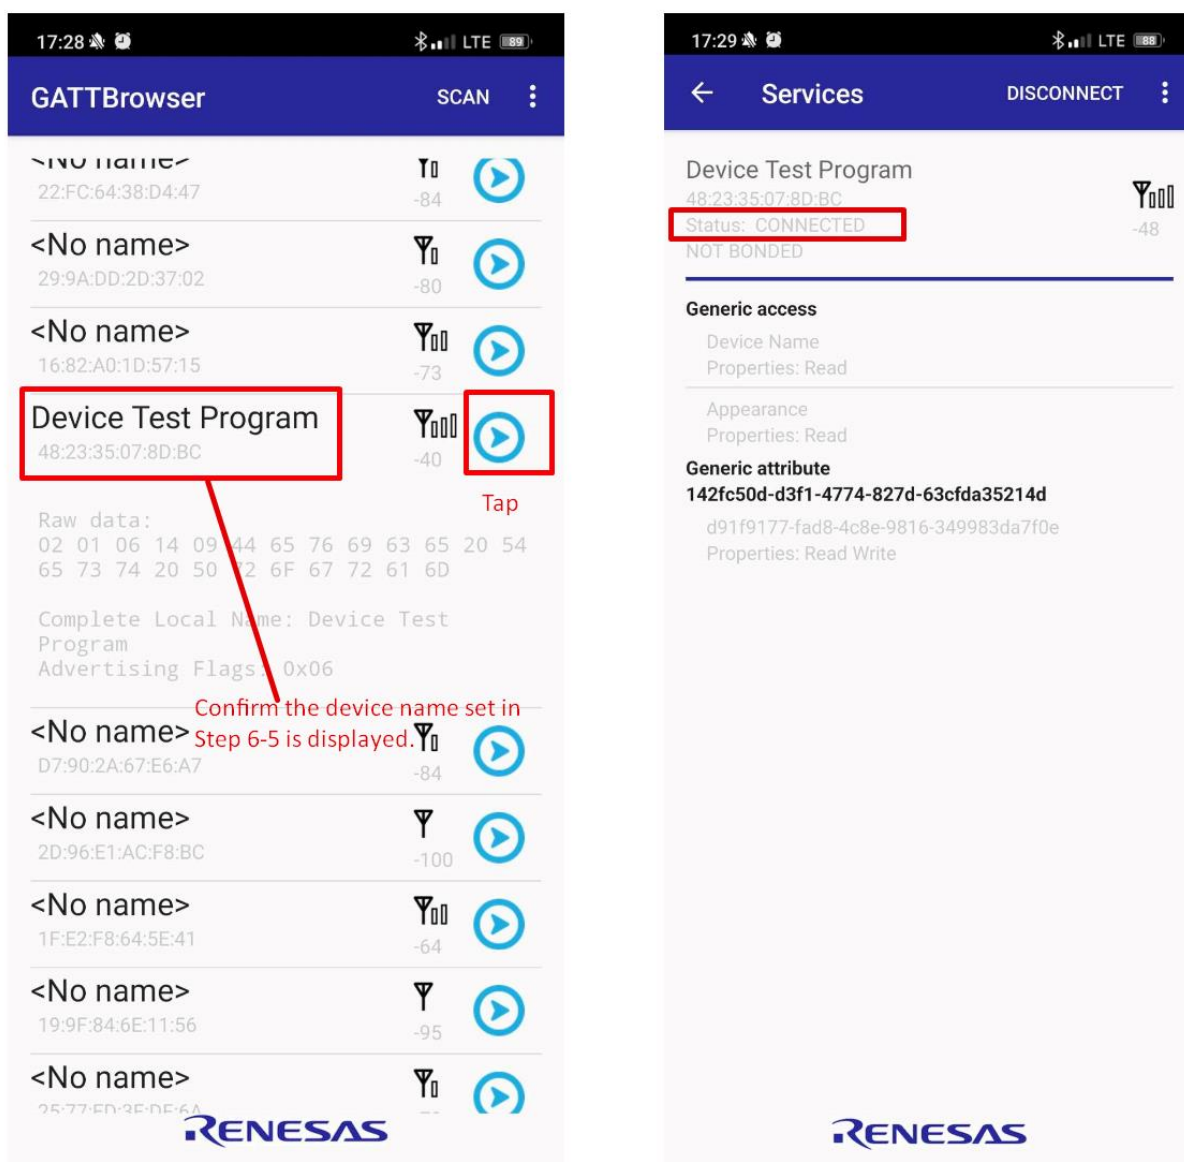 17:28 LTE 89
GATTBrowser SCAN
<No name>
22:FC:64:38:D4:47 -84
<No name>
29:9A:DD:2D:37:02 -80
<No name>
16:82:A0:1D:57:15 -73
Device Test Program
48:23:35:07:8D:BC -40
Tap
Raw data:
02 01 06 14 09 44 65 76 69 63 65 20 54
65 73 74 20 50 72 6F 67 72 61 6D
Complete Local Name: Device Test
Program
Advertising Flags: 0x06
Confirm the device name set in
Step 6-5 is displayed.
<No name>
D7:90:2A:67:E6:A7 -84
<No name>
2D:96:E1:AC:F8:BC -100
<No name>
1F:E2:F8:64:5E:41 -64
<No name>
19:9F:84:6E:11:56 -95
<No name>
25:77:ED:3F:DE:6A
RENESAS
17:29 LTE 88
Services DISCONNECT
Device Test Program
48:23:35:07:8D:BC
Status: CONNECTED -48
NOT BONDED
Generic access
Device Name
Properties: Read
Appearance
Properties: Read
Generic attribute
142fc50d-d3f1-4774-827d-63cfda35214d
d91f9177-fad8-4c8e-9816-349983da7f0e
Properties: Read Write
RENESAS